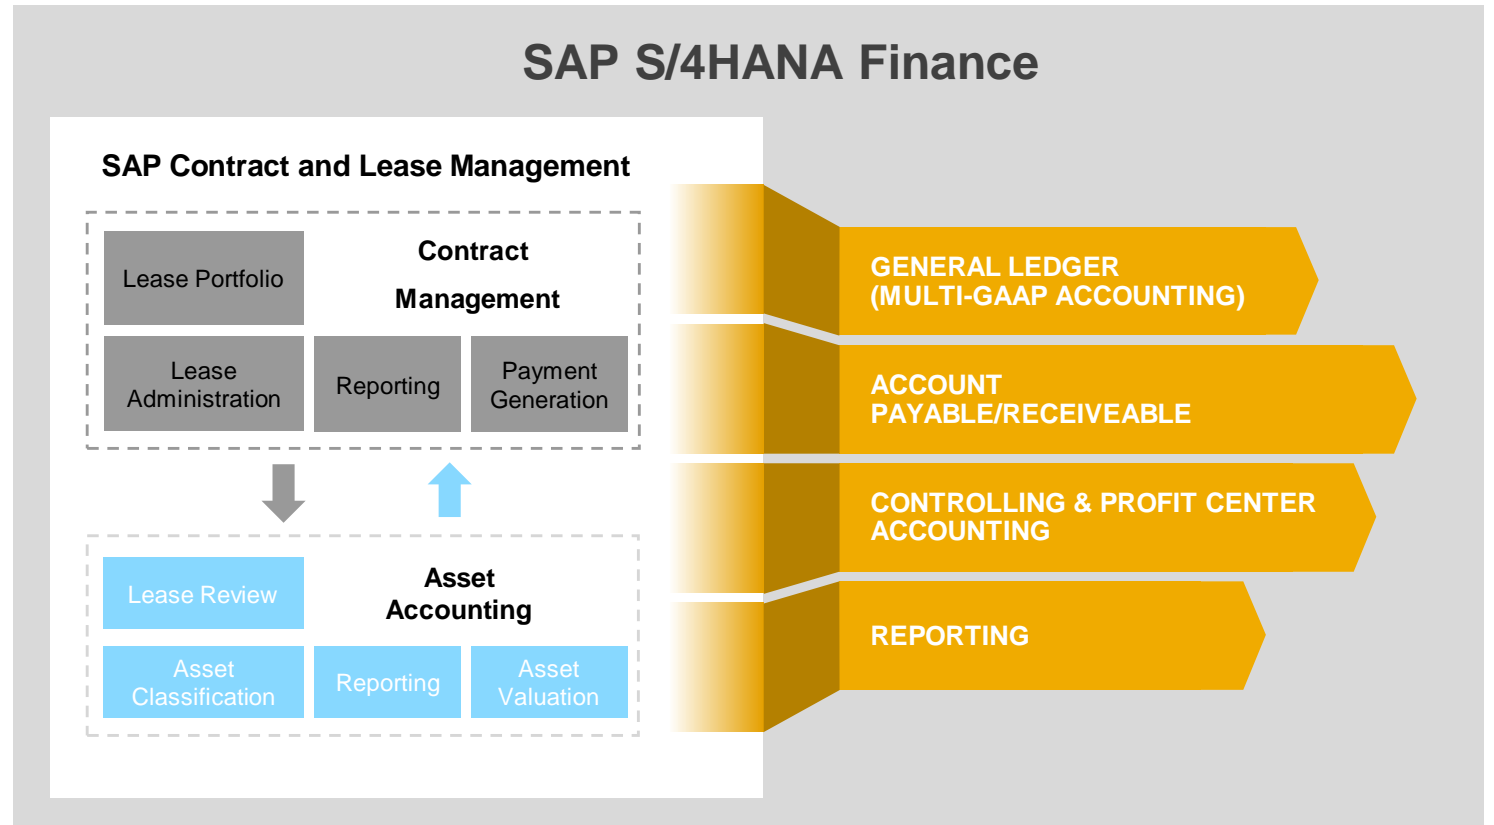 SAP S/4HANA Finance
SAP Contract and Lease Management
Contract
Management
Lease Portfolio
Lease
Administration
Reporting
Payment
Generation
Asset
Accounting
Lease Review
Asset
Classification
Reporting
Asset
Valuation
GENERAL LEDGER
(MULTI-GAAP ACCOUNTING)
ACCOUNT
PAYABLE/RECEIVEABLE
CONTROLLING & PROFIT CENTER
ACCOUNTING
REPORTING